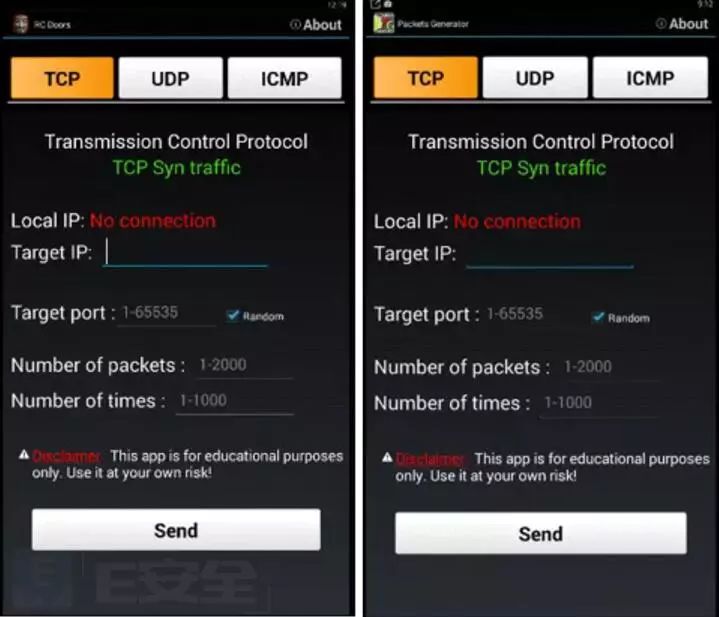 12:19
RC Doors
About
TCP
UDP
ICMP
Transmission Control Protocol
TCP Syn traffic
Local IP: No connection
Target IP:
Target port : 1-65535 Random
Number of packets : 1-2000
Number of times : 1-1000
Disclaimer: This app is for educational purposes
only. Use it at your own risk!
Send
E安全
9:12
Packets Generator
About
TCP
UDP
ICMP
Transmission Control Protocol
TCP Syn traffic
Local IP: No connection
Target IP:
Target port : 1-65535 Random
Number of packets : 1-2000
Number of times : 1-1000
Disclaimer: This app is for educational purposes
only. Use it at your own risk!
Send